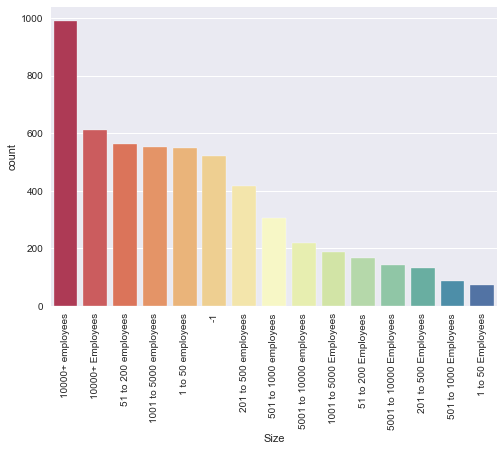 1000
800
600
400
200
0
count
10000+ employees
10000+ Employees
51 to 200 employees
1001 to 5000 employees
1 to 50 employees
-1
201 to 500 employees
501 to 1000 employees
5001 to 10000 employees
1001 to 5000 Employees
51 to 200 Employees
5001 to 10000 Employees
201 to 500 Employees
501 to 1000 Employees
1 to 50 Employees
Size